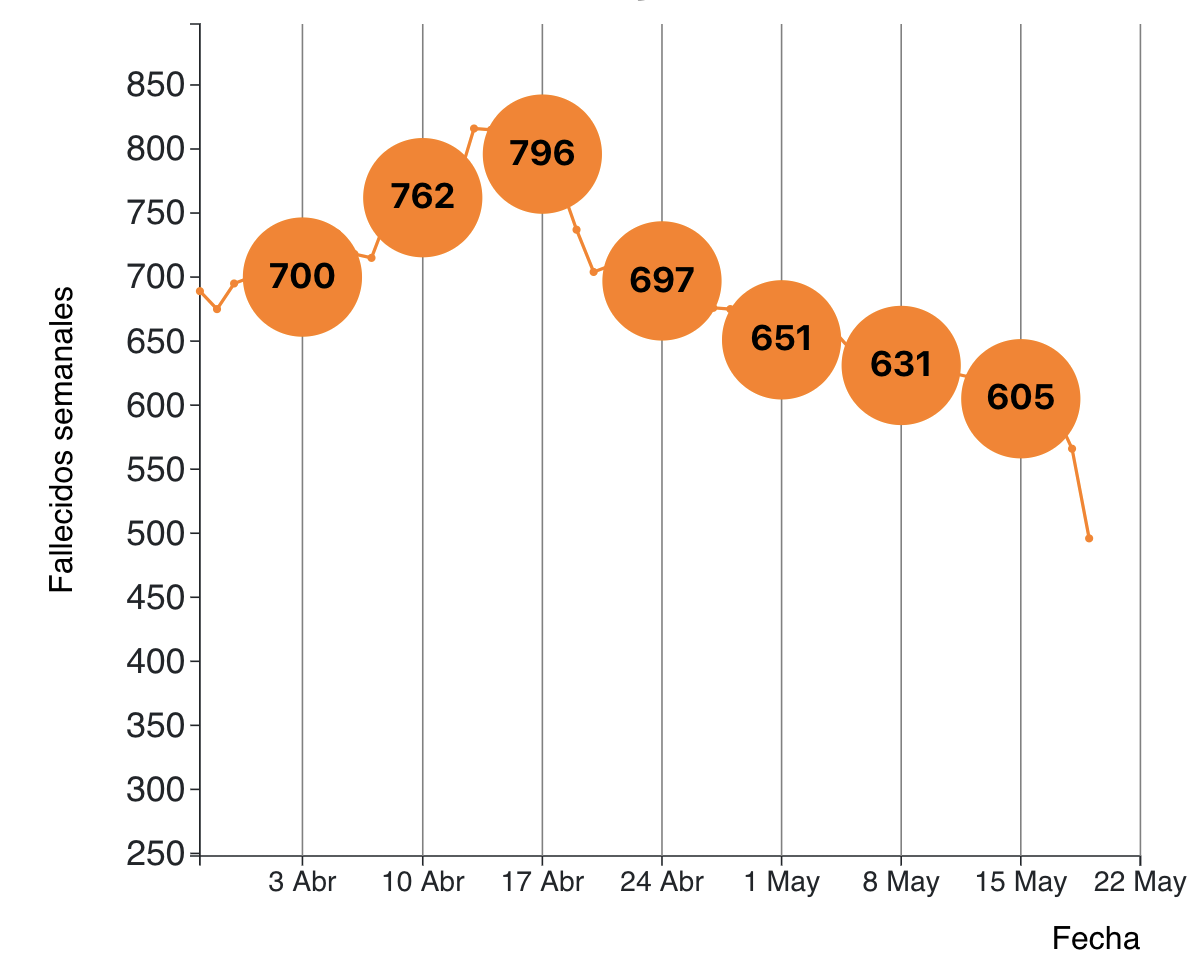 850
800
750
700
650
600
550
500
450
400
350
300
250
Fallecidos semanales
700
762
796
697
651
631
605
3 Abr
10 Abr
17 Abr
24 Abr
1 May
8 May
15 May
22 May
Fecha